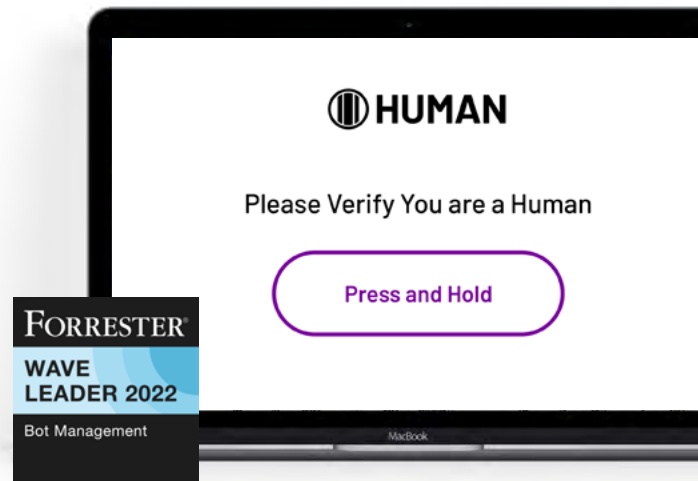 HUMAN
Please Verify You are a Human
Press and Hold
FORRESTER®
WAVE
LEADER 2022
Bot Management
MacBook